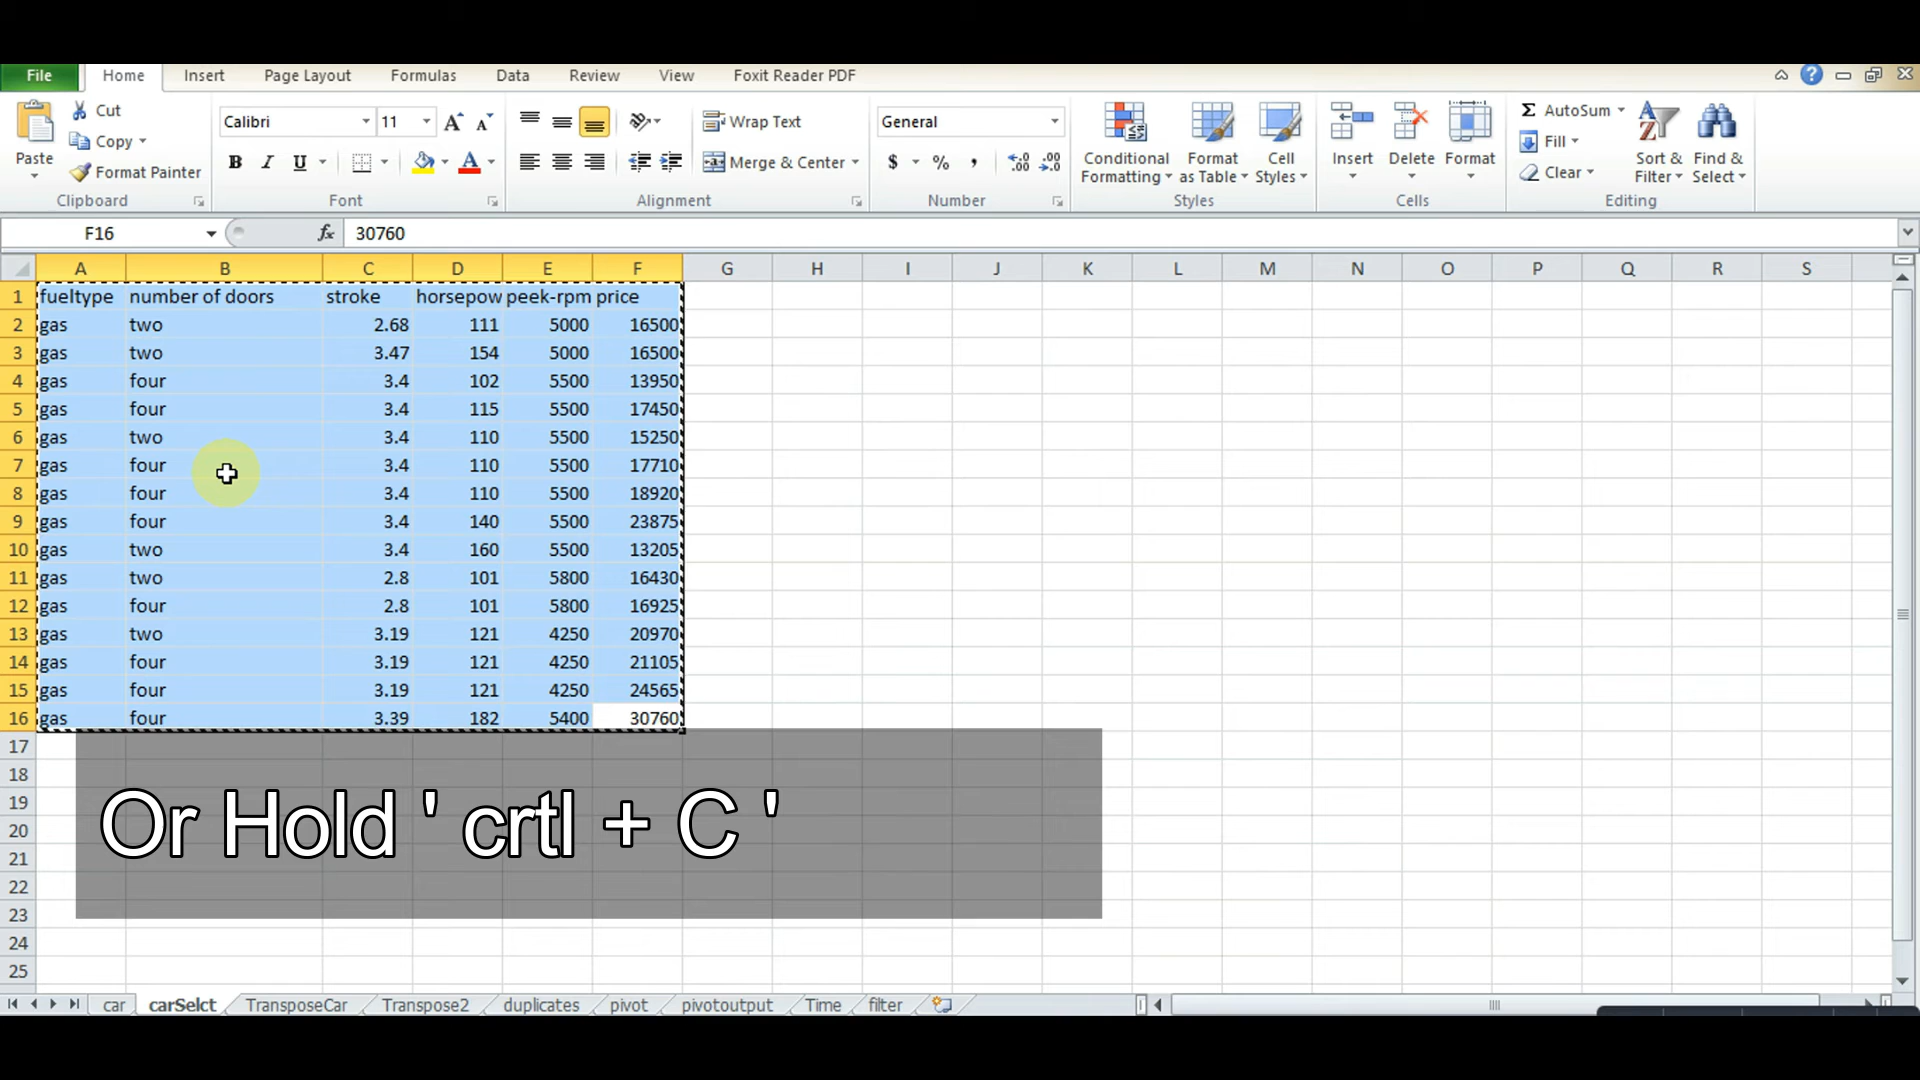 File Home Insert Page Layout Formulas Data Review View Foxit Reader PDF
Paste Cut Copy Format Painter Clipboard
Calibri 11 B I U A Font
Wrap Text Merge & Center Alignment
General $ % , Number
Conditional Formatting Format as Table Cell Styles Styles
Insert Delete Format Cells
Σ AutoSum Fill Clear Sort & Filter Find & Select Editing
F16 fx 30760
A B C D E F G H I J K L M N O P Q R S
1 fueltype number of doors stroke horsepow peek-rpm price
2 gas two 2.68 111 5000 16500
3 gas two 3.47 154 5000 16500
4 gas four 3.4 102 5500 13950
5 gas four 3.4 115 5500 17450
6 gas two 3.4 110 5500 15250
7 gas four 3.4 110 5500 17710
8 gas four 3.4 110 5500 18920
9 gas four 3.4 140 5500 23875
10 gas two 3.4 160 5500 13205
11 gas two 2.8 101 5800 16430
12 gas four 2.8 101 5800 16925
13 gas two 3.19 121 4250 20970
14 gas four 3.19 121 4250 21105
15 gas four 3.19 121 4250 24565
16 gas four 3.39 182 5400 30760
17
18
19
20
21
22
23
24
25
Or Hold ' crtl + C '
car carSelct TransposeCar Transpose2 duplicates pivot pivotoutput Time filter